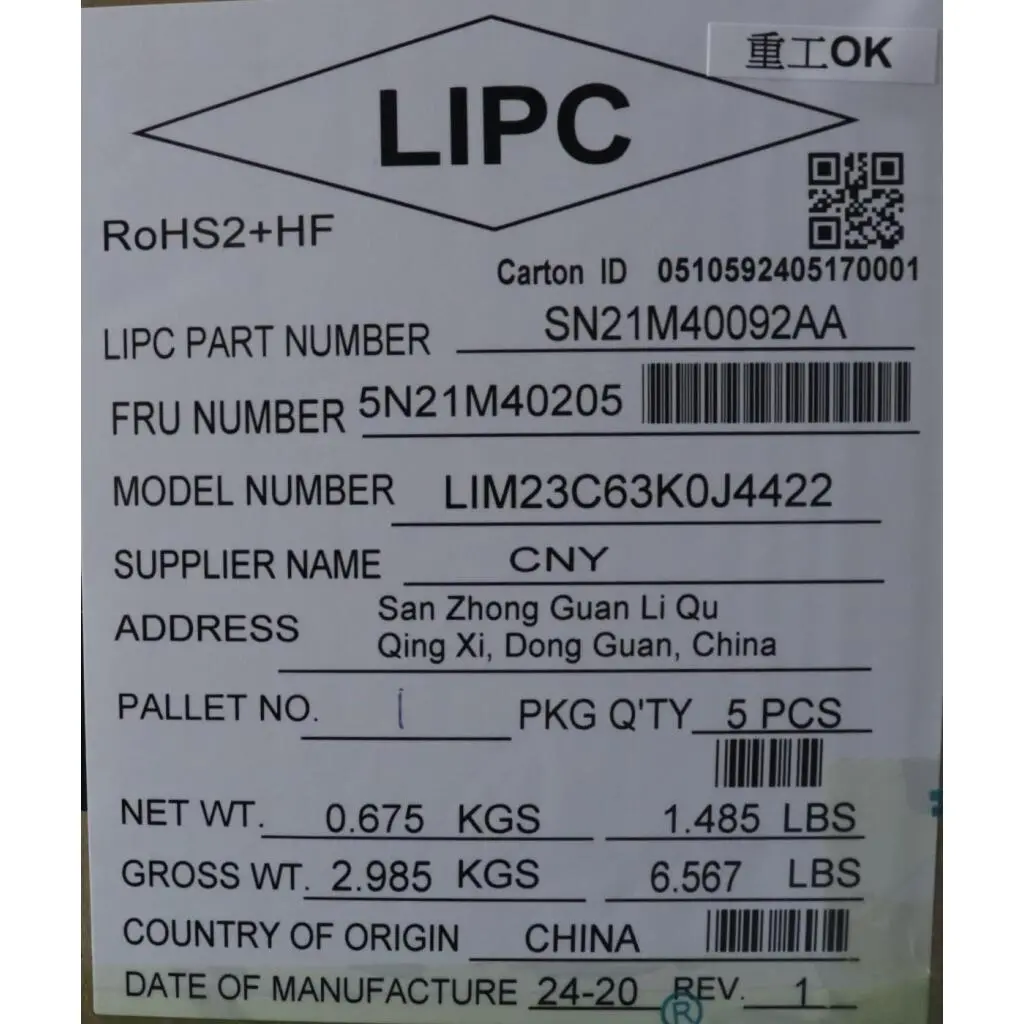 重工OK
LIPC
RoHS2+HF
Carton ID 0510592405170001
LIPC PART NUMBER SN21M40092AA
FRU NUMBER 5N21M40205
MODEL NUMBER LIM23C63K0J4422
SUPPLIER NAME CNY
ADDRESS San Zhong Guan Li Qu
Qing Xi, Dong Guan, China
PALLET NO. 1 PKG Q'TY 5 PCS
NET WT. 0.675 KGS 1.485 LBS
GROSS WT. 2.985 KGS 6.567 LBS
COUNTRY OF ORIGIN CHINA
DATE OF MANUFACTURE 24-20 REV. 1
®